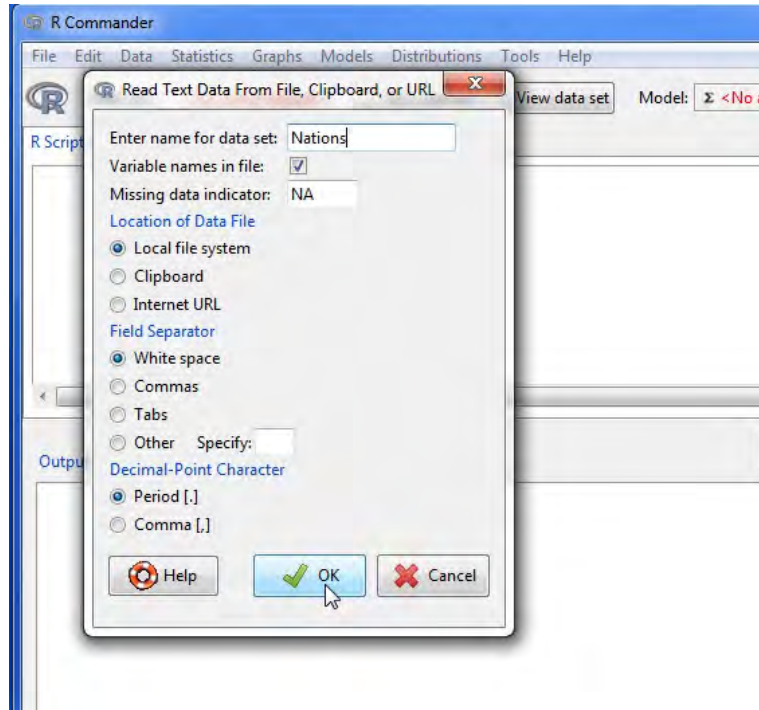 R Commander
File Edit Data Statistics Graphs Models Distributions Tools Help
Read Text Data From File, Clipboard, or URL
View data set Model: Σ <No
R Script
Enter name for data set: Nations
Variable names in file:
Missing data indicator: NA
Location of Data File
Local file system
Clipboard
Internet URL
Field Separator
White space
Commas
Tabs
Other Specify:
Outpu
Decimal-Point Character
Period [.]
Comma [,]
Help OK Cancel